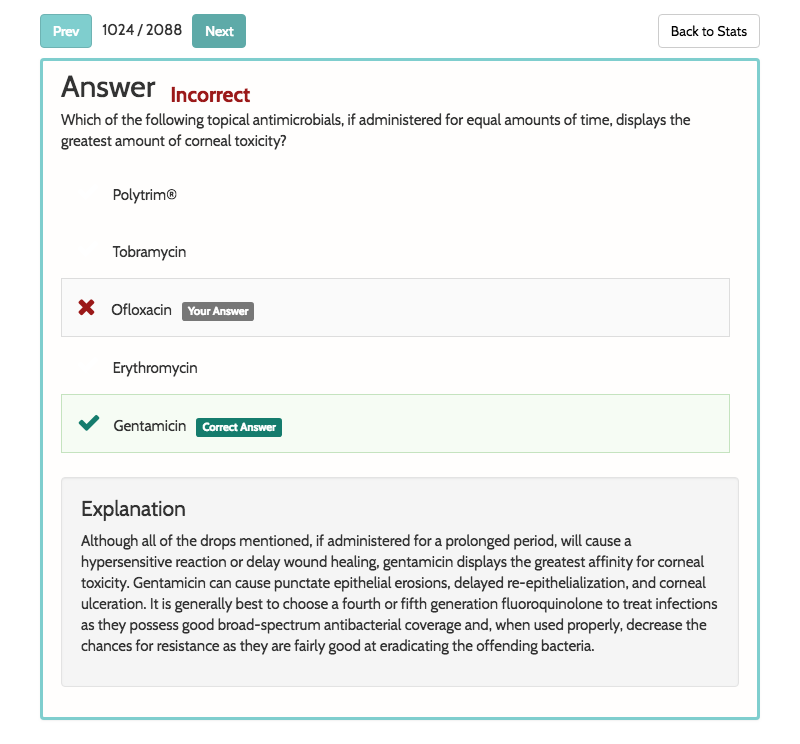 Prev 1024 / 2088 Next Back to Stats
Answer Incorrect
Which of the following topical antimicrobials, if administered for equal amounts of time, displays the
greatest amount of corneal toxicity?
Polytrim®
Tobramycin
Ofloxacin Your Answer
Erythromycin
Gentamicin Correct Answer
Explanation
Although all of the drops mentioned, if administered for a prolonged period, will cause a
hypersensitive reaction or delay wound healing, gentamicin displays the greatest affinity for corneal
toxicity. Gentamicin can cause punctate epithelial erosions, delayed re-epithelialization, and corneal
ulceration. It is generally best to choose a fourth or fifth generation fluoroquinolone to treat infections
as they possess good broad-spectrum antibacterial coverage and, when used properly, decrease the
chances for resistance as they are fairly good at eradicating the offending bacteria.